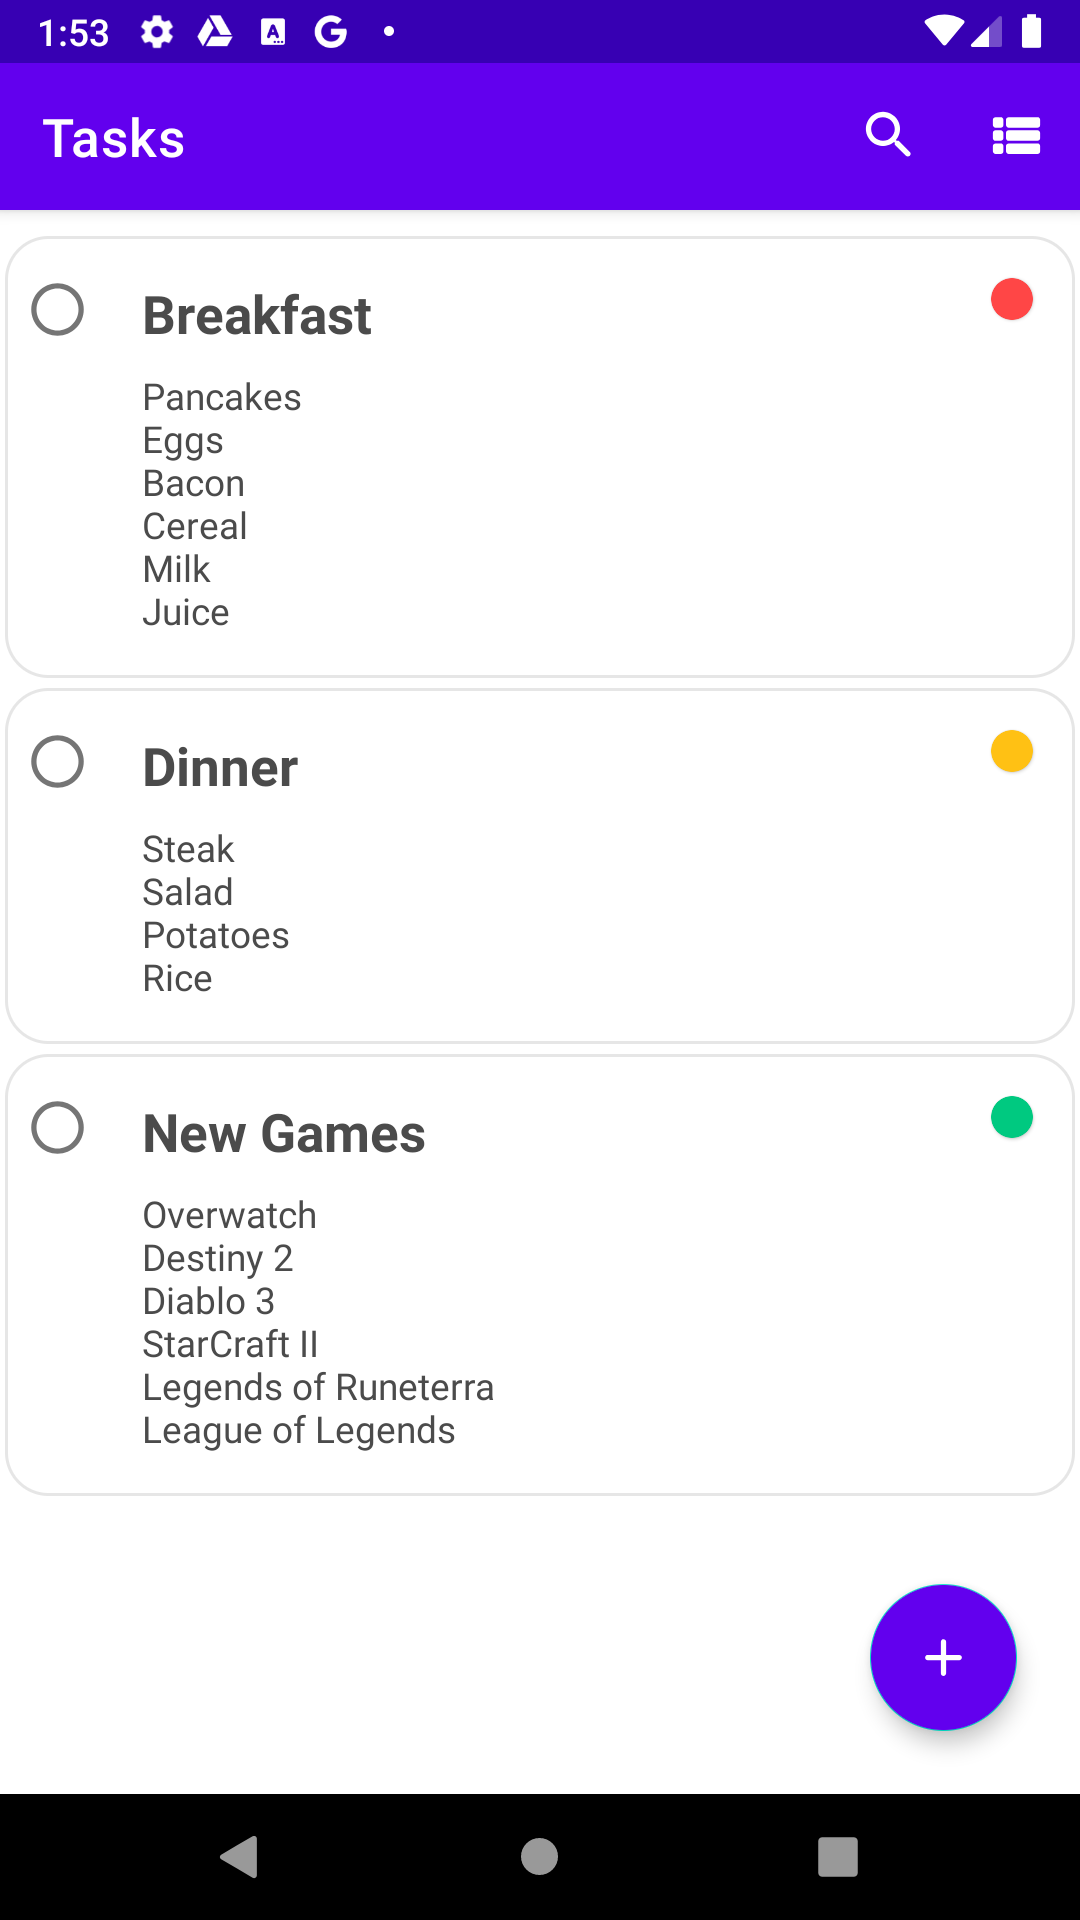 1:53
Tasks
Breakfast
Pancakes
Eggs
Bacon
Cereal
Milk
Juice
Dinner
Steak
Salad
Potatoes
Rice
New Games
Overwatch
Destiny 2
Diablo 3
StarCraft II
Legends of Runeterra
League of Legends